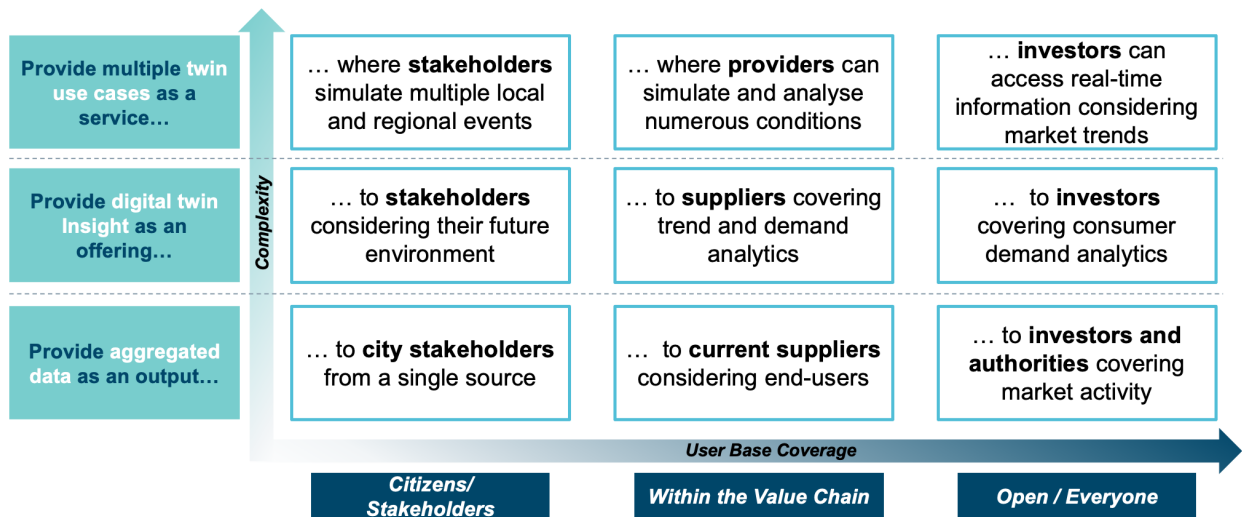 Provide multiple twin
use cases as a
service…
… where stakeholders
simulate multiple local
and regional events
… where providers can
simulate and analyse
numerous conditions
… investors can
access real-time
information considering
market trends
Complexity
Provide digital twin
Insight as an
offering…
… to stakeholders
considering their future
environment
… to suppliers covering
trend and demand
analytics
… to investors
covering consumer
demand analytics
Provide aggregated
data as an output…
… to city stakeholders
from a single source
… to current suppliers
considering end-users
… to investors and
authorities covering
market activity
User Base Coverage
Citizens/
Stakeholders
Within the Value Chain
Open / Everyone